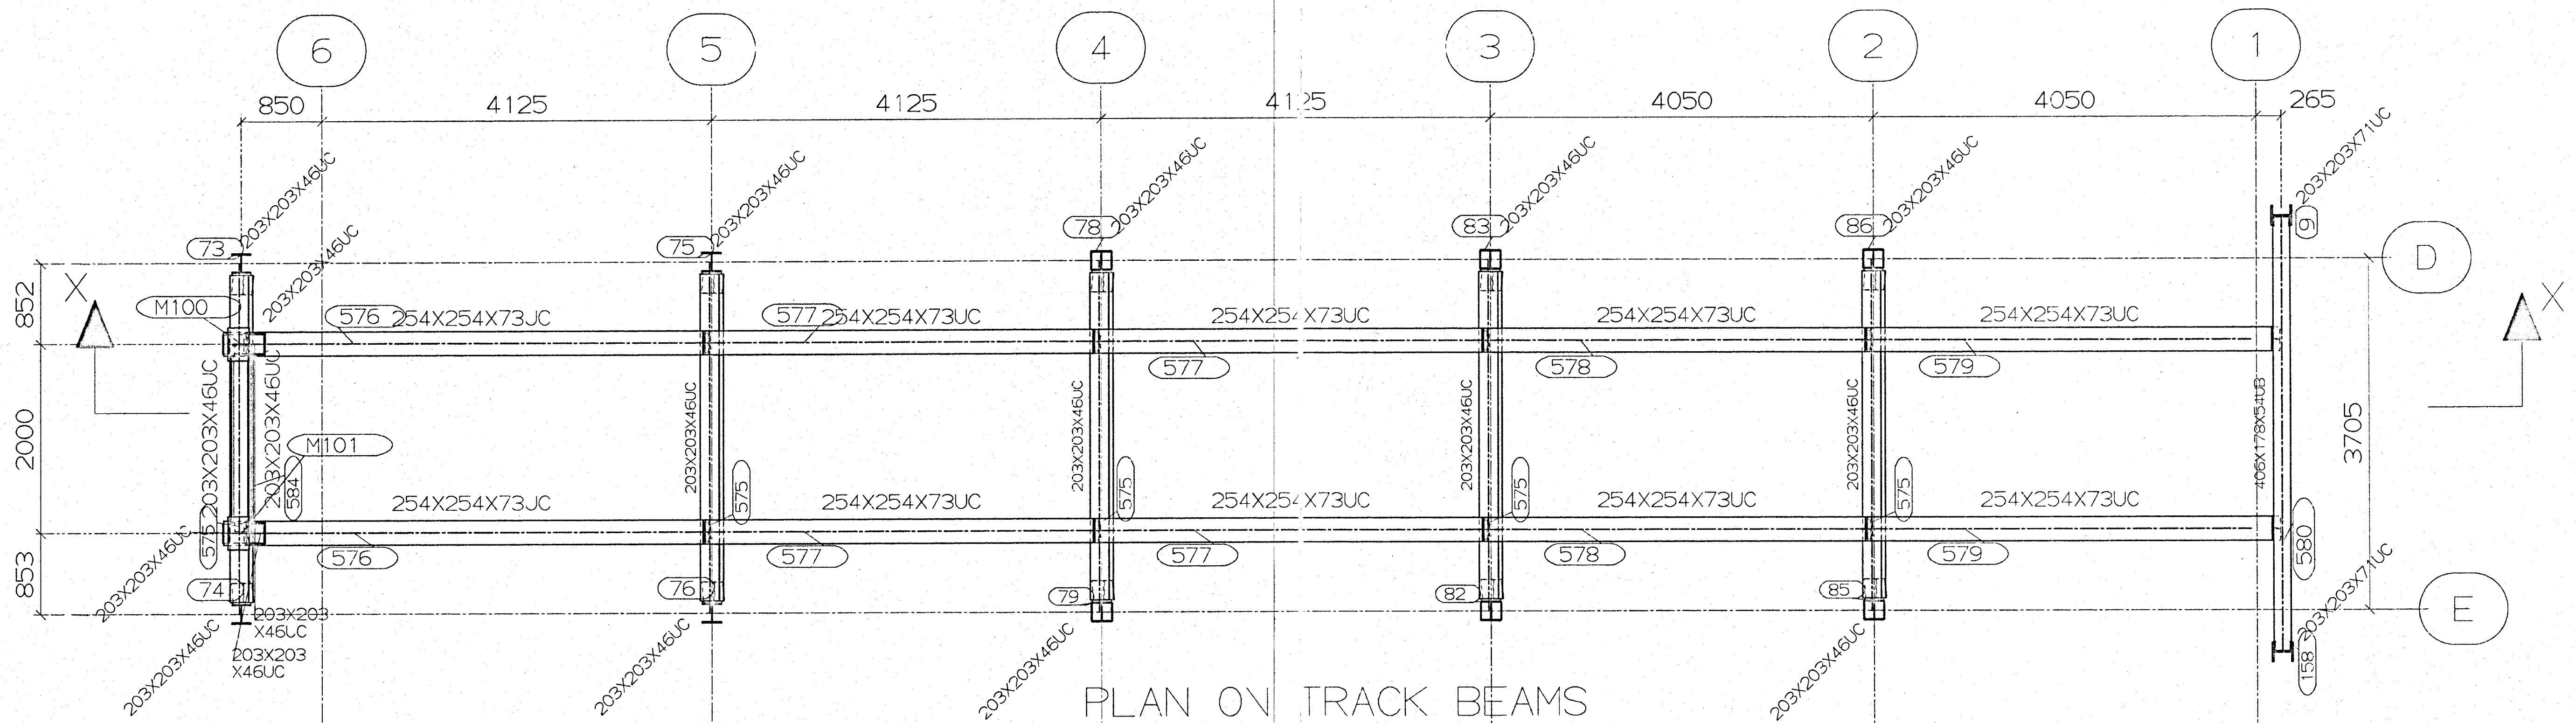 6
5
4
3
2
1
850
4125
4125
4125
4050
4050
265
203X203X46UC
203X203X46UC
203X203X46UC
203X203X46UC
203X203X46UC
203X203X71UC
73
203X203X46UC
75
78
83
86
9
D
X
X
852
M100
576
254X254X73UC
577
254X254X73UC
254X254X73UC
254X254X73UC
254X254X73UC
577
578
579
2000
203X203X46UC
203X203X46UC
203X203X46UC
203X203X46UC
203X203X46UC
203X203X46UC
406X178X54UB
3705
M101
584
575
575
575
575
575
254X254X73UC
254X254X73UC
254X254X73UC
254X254X73UC
254X254X73UC
576
577
577
578
579
580
853
203X203X46UC
74
76
79
82
85
203X203X71UC
E
203X203
X46UC
203X203
X46UC
203X203X46UC
203X203X46UC
203X203X46UC
203X203X46UC
158
PLAN ON TRACK BEAMS